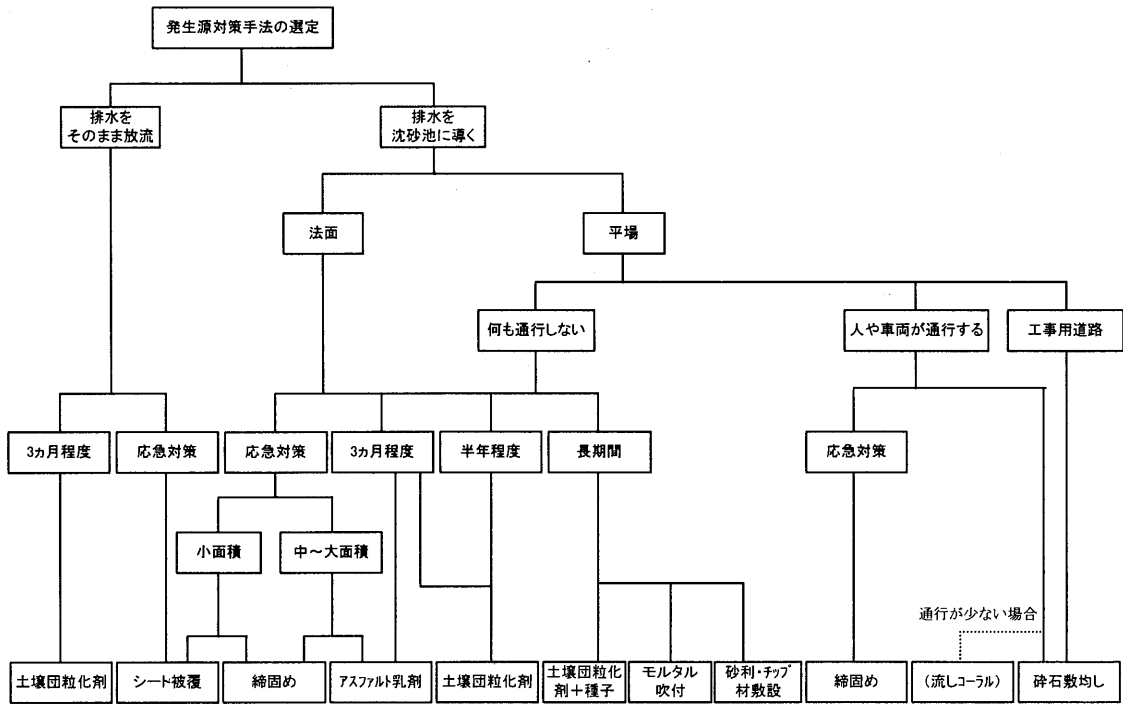 発生源対策手法の選定
排水を
そのまま放流
排水を
沈砂池に導く
法面
平場
何も通行しない
人や車両が通行する
工事用道路
3ヵ月程度
応急対策
応急対策
3ヵ月程度
半年程度
長期間
応急対策
小面積
中～大面積
通行が少ない場合
土壌団粒化剤
シート被覆
締固め
アスファルト乳剤
土壌団粒化剤
土壌団粒化
剤＋種子
モルタル
吹付
砂利・チップ
材敷設
締固め
(流しコーラル)
砕石敷均し